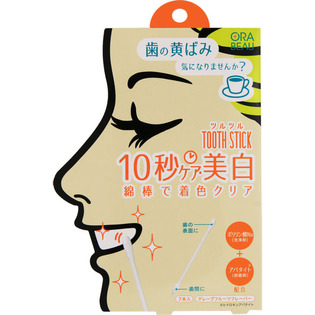 ORA
BEAU
歯の黄ばみ
気になりませんか?
ツルツル
TOOTH STICK
10秒ケア美白
綿棒で着色クリア
歯の
表面に
歯間に
ポリリン酸Na
(清掃剤)
+
アパタイト
(清掃剤)
配合
7本入 グレープフルーツフレーバー